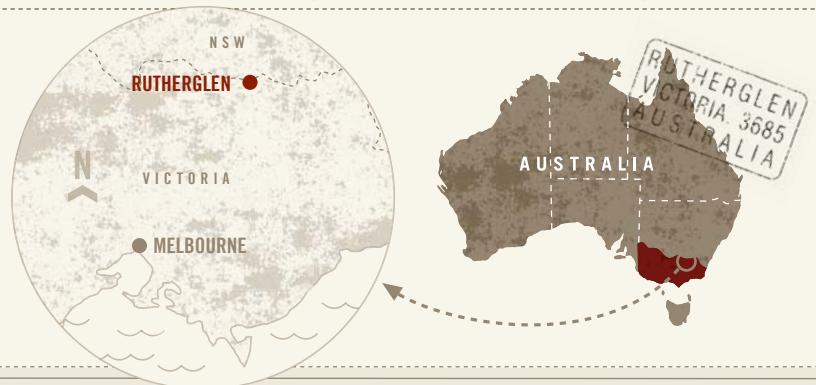 NSW
RUTHERGLEN
N
VICTORIA
MELBOURNE
AUSTRALIA
RUTHERGLEN
VICTORIA. 3685
AUSTRALIA